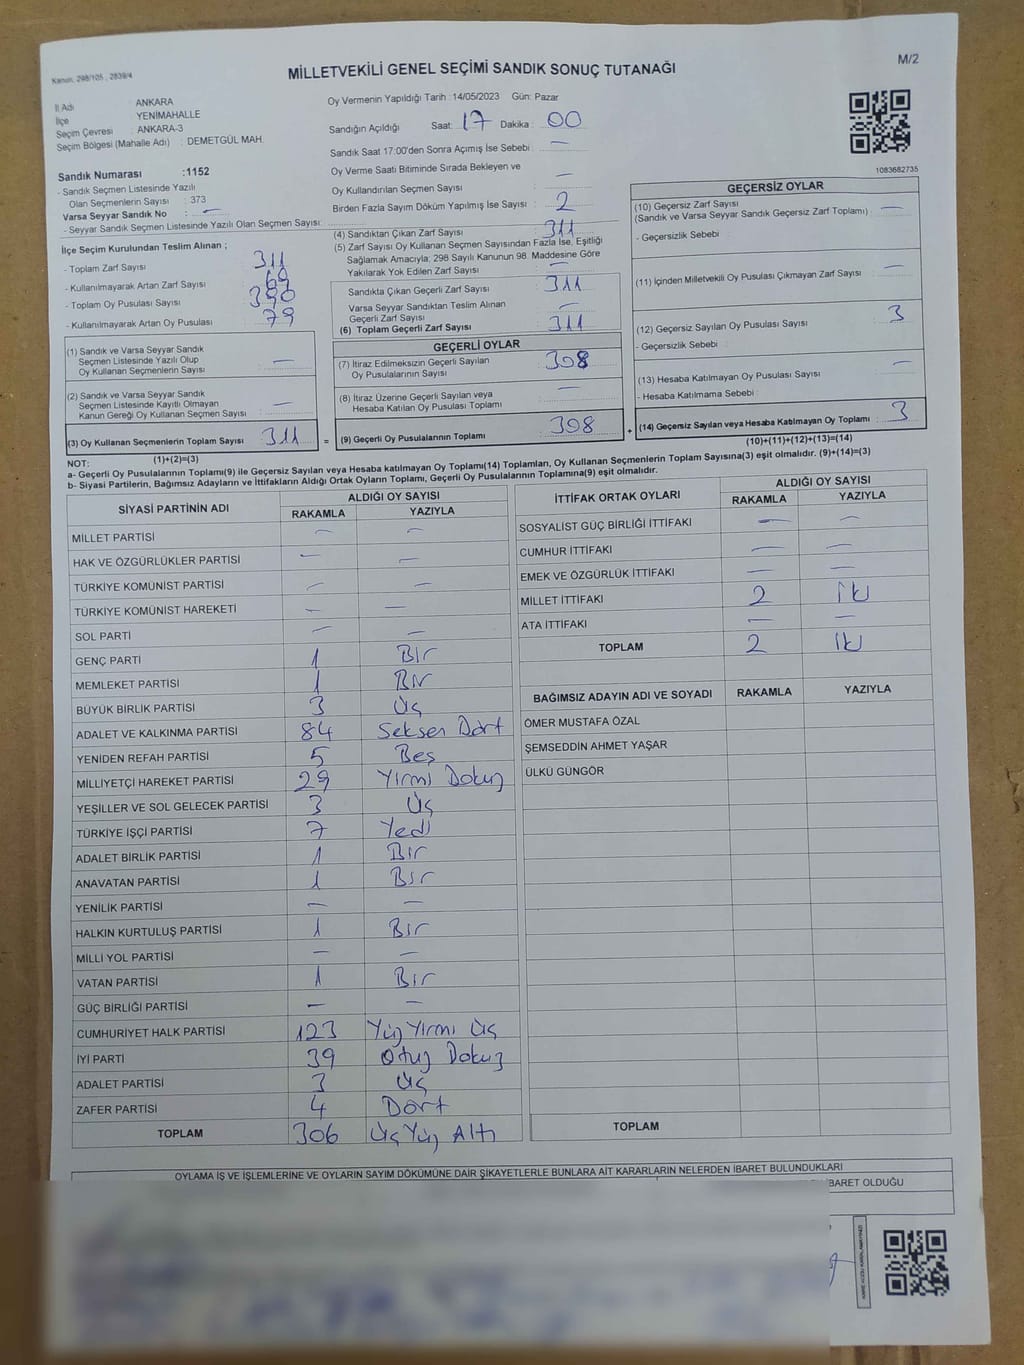 Kanun, 298/105 , 2839/4
M/2
MİLLETVEKİLİ GENEL SEÇİMİ SANDIK SONUÇ TUTANAĞI
İl Adı ANKARA
İlçe YENİMAHALLE
Seçim Çevresi : ANKARA-3
Seçim Bölgesi (Mahalle Adı) : DEMETGÜL MAH.
Sandık Numarası :1152
- Sandık Seçmen Listesinde Yazılı
Olan Seçmenlerin Sayısı : 373
Varsa Seyyar Sandık No : —
- Seyyar Sandık Seçmen Listesinde Yazılı Olan Seçmen Sayısı:
Oy Vermenin Yapıldığı Tarih :14/05/2023 Gün: Pazar
Sandığın Açıldığı Saat: 17 Dakika : 00
Sandık Saat 17:00'den Sonra Açımış İse Sebebi : —
Oy Verme Saati Bitiminde Sırada Bekleyen ve
Oy Kullandırılan Seçmen Sayısı : —
Birden Fazla Sayım Döküm Yapılmış İse Sayısı : 2
1083682735
İlçe Seçim Kurulundan Teslim Alınan ;
- Toplam Zarf Sayısı : 311
- Kullanılmayarak Artan Zarf Sayısı : 69
- Toplam Oy Pusulası Sayısı : 390
- Kullanılmayarak Artan Oy Pusulası : 79
(4) Sandıktan Çıkan Zarf Sayısı : 311
(5) Zarf Sayısı Oy Kullanan Seçmen Sayısından Fazla İse, Eşitliği
Sağlamak Amacıyla; 298 Sayılı Kanunun 98. Maddesine Göre
Yakılarak Yok Edilen Zarf Sayısı : —
Sandıkta Çıkan Geçerli Zarf Sayısı : 311
Varsa Seyyar Sandıktan Teslim Alınan
Geçerli Zarf Sayısı : —
(6) Toplam Geçerli Zarf Sayısı : 311
GEÇERSİZ OYLAR
(10) Geçersiz Zarf Sayısı : —
(Sandık ve Varsa Seyyar Sandık Geçersiz Zarf Toplamı)
- Geçersizlik Sebebi :
(11) İçinden Milletvekili Oy Pusulası Çıkmayan Zarf Sayısı : —
(12) Geçersiz Sayılan Oy Pusulası Sayısı : 3
- Geçersizlik Sebebi :
(13) Hesaba Katılmayan Oy Pusulası Sayısı : —
- Hesaba Katılmama Sebebi :
(14) Geçersiz Sayılan veya Hesaba Katılmayan Oy Toplamı : 3
(10)+(11)+(12)+(13)=(14)
(1) Sandık ve Varsa Seyyar Sandık
Seçmen Listesinde Yazılı Olup
Oy Kullanan Seçmenlerin Sayısı : —
(2) Sandık ve Varsa Seyyar Sandık
Seçmen Listesinde Kayıtlı Olmayan
Kanun Gereği Oy Kullanan Seçmen Sayısı : —
(3) Oy Kullanan Seçmenlerin Toplam Sayısı : 311 =
(1)+(2)=(3)
GEÇERLİ OYLAR
(7) İtiraz Edilmeksizin Geçerli Sayılan
Oy Pusulalarının Sayısı : 308
(8) İtiraz Üzerine Geçerli Sayılan veya
Hesaba Katılan Oy Pusulası Toplamı : —
(9) Geçerli Oy Pusulalarının Toplamı : 308 +
NOT:
a- Geçerli Oy Pusulalarının Toplamı(9) ile Geçersiz Sayılan veya Hesaba katılmayan Oy Toplamı(14) Toplamları, Oy Kullanan Seçmenlerin Toplam Sayısına(3) eşit olmalıdır. (9)+(14)=(3)
b- Siyasi Partilerin, Bağımsız Adayların ve İttifakların Aldığı Ortak Oyların Toplamı, Geçerli Oy Pusulalarının Toplamına(9) eşit olmalıdır.
SİYASİ PARTİNİN ADI ALDIĞI OY SAYISI
RAKAMLA YAZIYLA
MİLLET PARTİSİ — —
HAK VE ÖZGÜRLÜKLER PARTİSİ — —
TÜRKİYE KOMÜNİST PARTİSİ — —
TÜRKİYE KOMÜNİST HAREKETİ — —
SOL PARTİ — —
GENÇ PARTİ 1 Bir
MEMLEKET PARTİSİ 1 Bir
BÜYÜK BİRLİK PARTİSİ 3 Üç
ADALET VE KALKINMA PARTİSİ 84 Seksen Dört
YENİDEN REFAH PARTİSİ 5 Beş
MİLLİYETÇİ HAREKET PARTİSİ 29 Yirmi Dokuz
YEŞİLLER VE SOL GELECEK PARTİSİ 3 Üç
TÜRKİYE İŞÇİ PARTİSİ 7 Yedi
ADALET BİRLİK PARTİSİ 1 Bir
ANAVATAN PARTİSİ 1 Bir
YENİLİK PARTİSİ — —
HALKIN KURTULUŞ PARTİSİ 1 Bir
MİLLİ YOL PARTİSİ — —
VATAN PARTİSİ 1 Bir
GÜÇ BİRLİĞİ PARTİSİ — —
CUMHURİYET HALK PARTİSİ 123 Yüz Yirmi Üç
İYİ PARTİ 39 Otuz Dokuz
ADALET PARTİSİ 3 Üç
ZAFER PARTİSİ 4 Dört
TOPLAM 306 Üç Yüz Altı
İTTİFAK ORTAK OYLARI ALDIĞI OY SAYISI
RAKAMLA YAZIYLA
SOSYALİST GÜÇ BİRLİĞİ İTTİFAKI — —
CUMHUR İTTİFAKI — —
EMEK VE ÖZGÜRLÜK İTTİFAKI — —
MİLLET İTTİFAKI 2 İki
ATA İTTİFAKI — —
TOPLAM 2 İki
BAĞIMSIZ ADAYIN ADI VE SOYADI RAKAMLA YAZIYLA
ÖMER MUSTAFA ÖZAL
ŞEMSEDDİN AHMET YAŞAR
ÜLKÜ GÜNGÖR
TOPLAM
OYLAMA İŞ VE İŞLEMLERİNE VE OYLARIN SAYIM DÖKÜMÜNE DAİR ŞİKAYETLERLE BUNLARA AİT KARARLARIN NELERDEN İBARET BULUNDUKLARI
BARET OLDUĞU